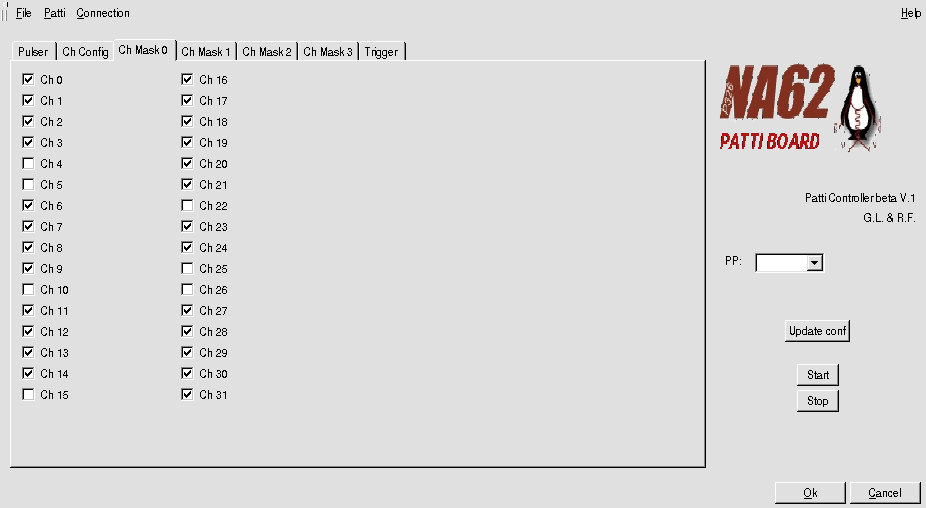 File Patti Connection Help
Pulser Ch Config Ch Mask 0 Ch Mask 1 Ch Mask 2 Ch Mask 3 Trigger
Ch 0 Ch 16
Ch 1 Ch 17
Ch 2 Ch 18
Ch 3 Ch 19
Ch 4 Ch 20
Ch 5 Ch 21
Ch 6 Ch 22
Ch 7 Ch 23
Ch 8 Ch 24
Ch 9 Ch 25
Ch 10 Ch 26
Ch 11 Ch 27
Ch 12 Ch 28
Ch 13 Ch 29
Ch 14 Ch 30
Ch 15 Ch 31
NA62
PATTI BOARD
Patti Controller beta V.1
G.L. & R.F.
PP:
Update conf
Start
Stop
Ok Cancel